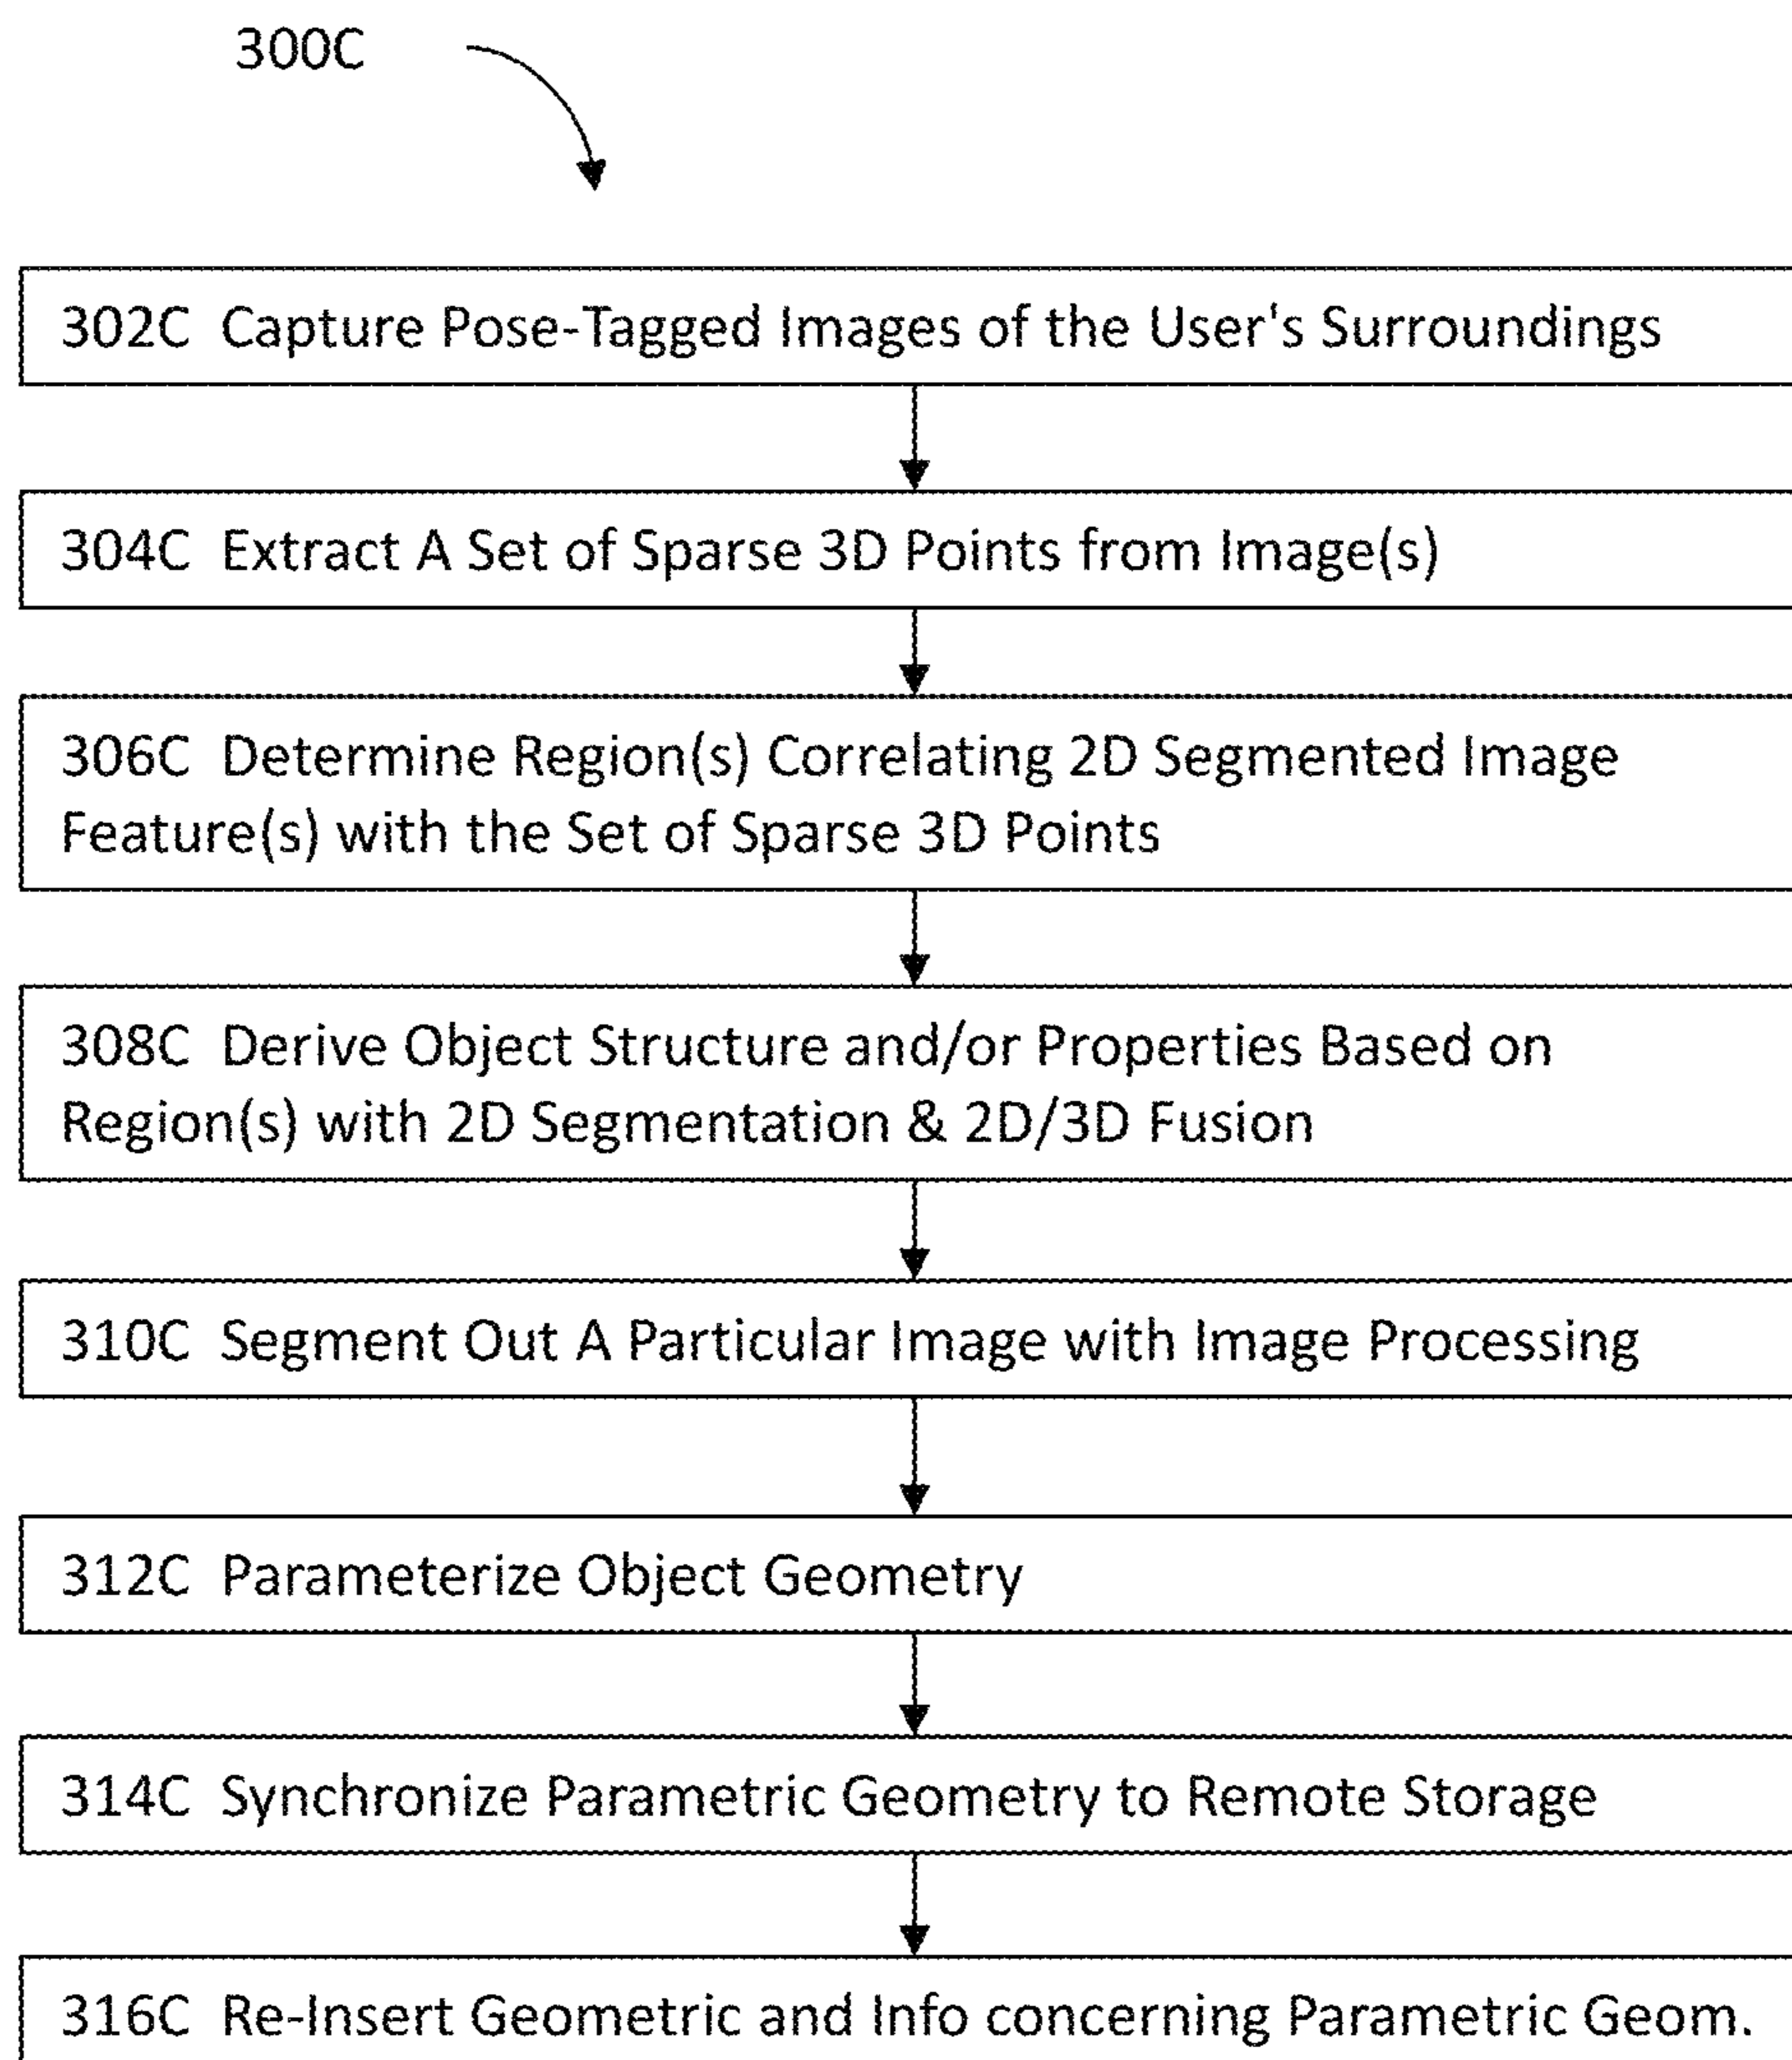 300C
302C Capture Pose-Tagged Images of the User's Surroundings
304C Extract A Set of Sparse 3D Points from Image(s)
306C Determine Region(s) Correlating 2D Segmented Image
Feature(s) with the Set of Sparse 3D Points
308C Derive Object Structure and/or Properties Based on
Region(s) with 2D Segmentation & 2D/3D Fusion
310C Segment Out A Particular Image with Image Processing
312C Parameterize Object Geometry
314C Synchronize Parametric Geometry to Remote Storage
316C Re-Insert Geometric and Info concerning Parametric Geom.